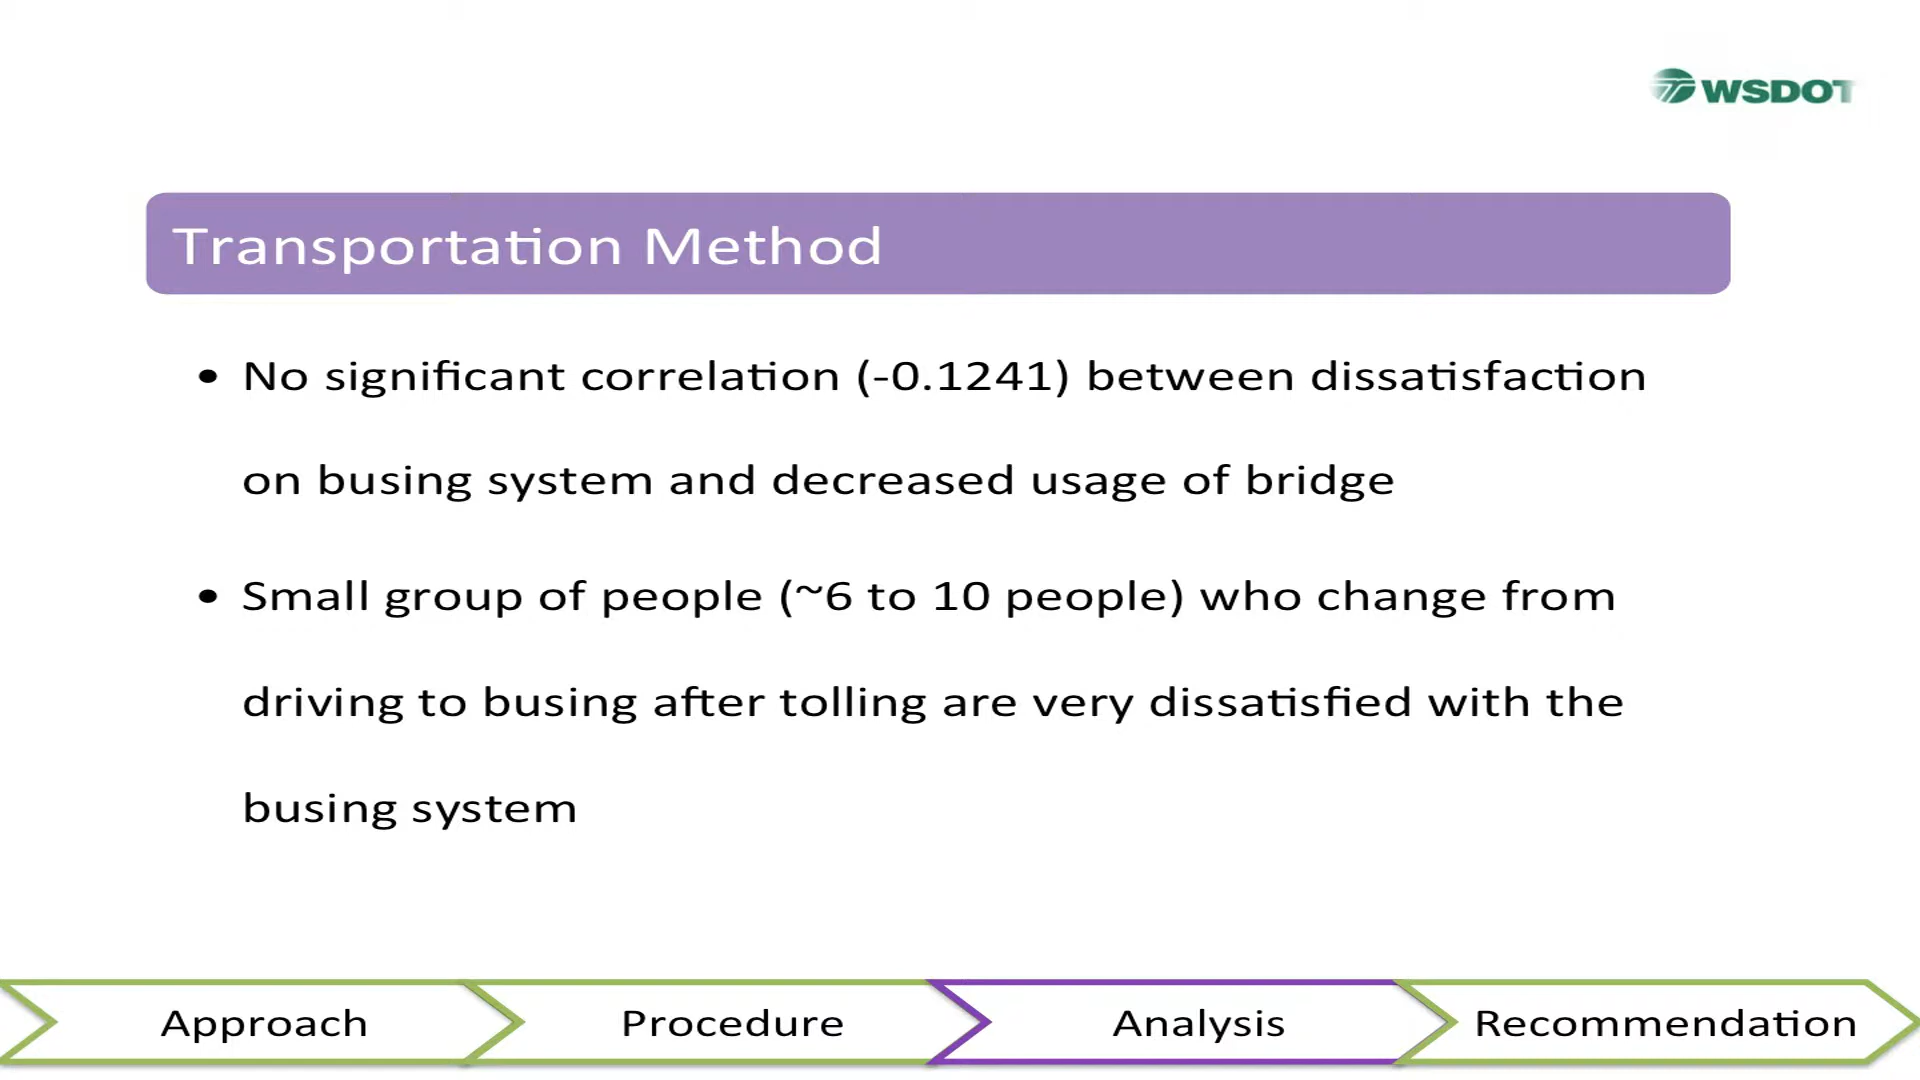 WSDOT
Transportation Method
• No significant correlation (-0.1241) between dissatisfaction
on busing system and decreased usage of bridge
• Small group of people (~6 to 10 people) who change from
driving to busing after tolling are very dissatisfied with the
busing system
Approach
Procedure
Analysis
Recommendation